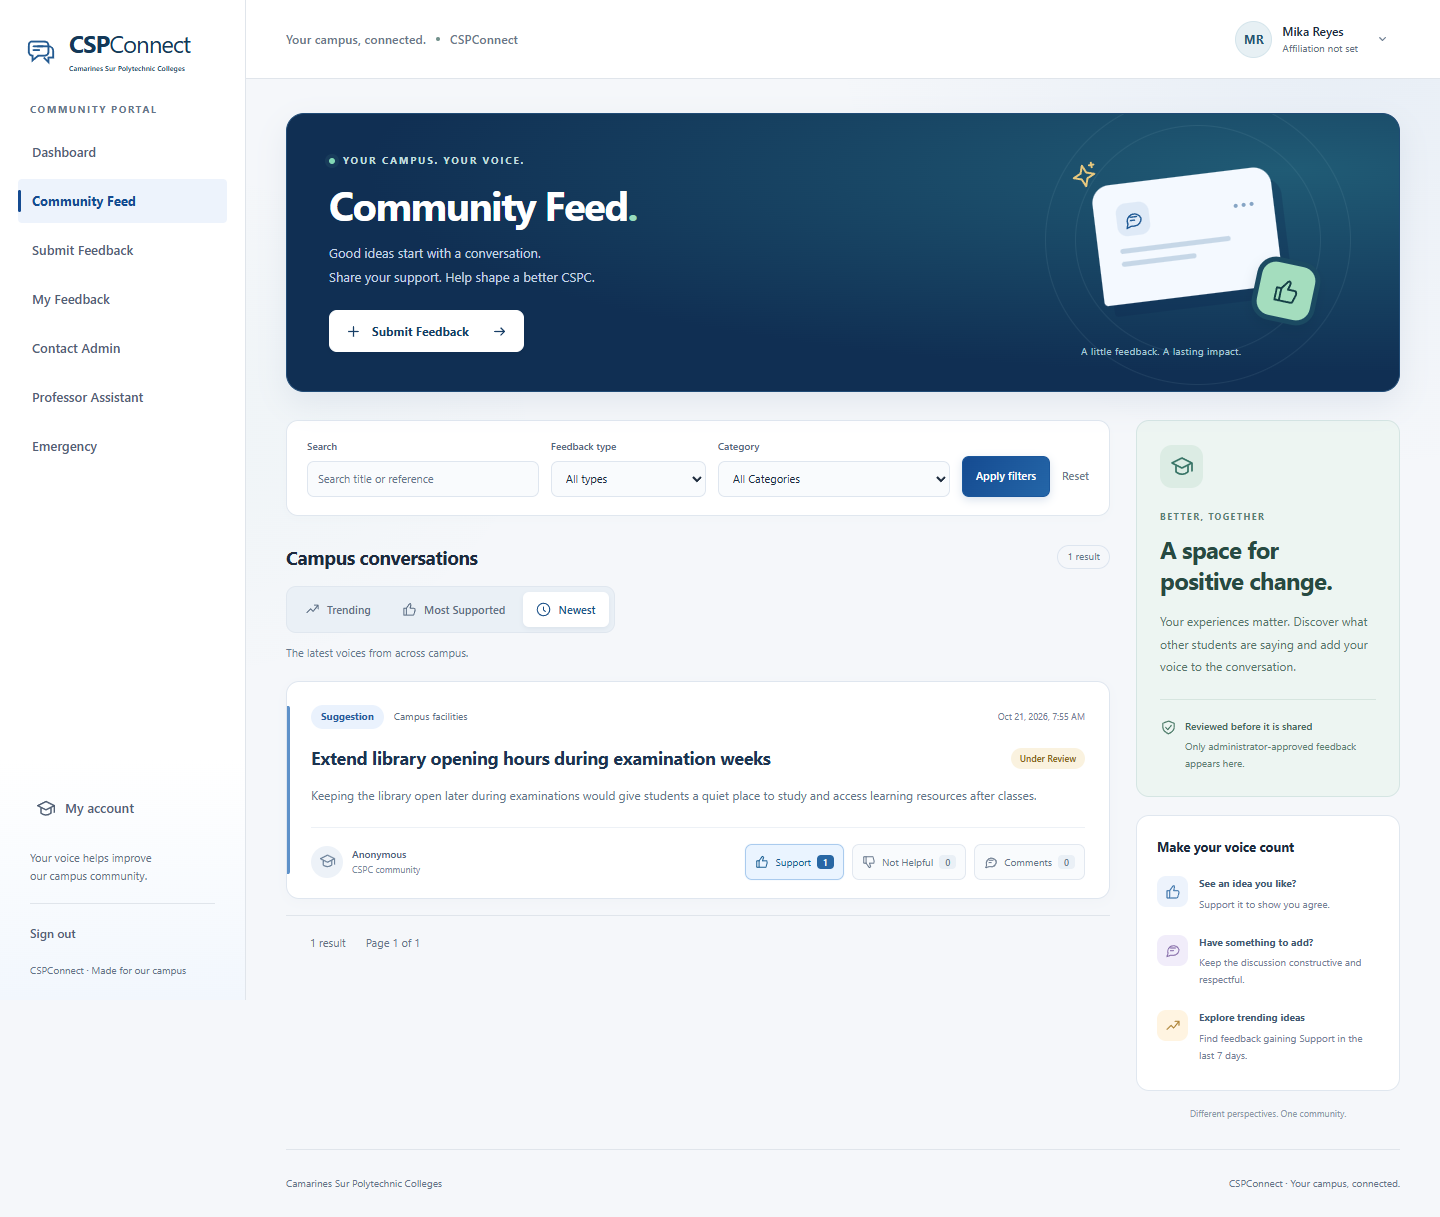 CSPConnect
Camarines Sur Polytechnic Colleges
COMMUNITY PORTAL
Dashboard
Community Feed
Submit Feedback
My Feedback
Contact Admin
Professor Assistant
Emergency
My account
Your voice helps improve
our campus community.
Sign out
CSPConnect · Made for our campus
Your campus, connected. • CSPConnect
MR
Mika Reyes
Affiliation not set
YOUR CAMPUS. YOUR VOICE.
Community Feed.
Good ideas start with a conversation.
Share your support. Help shape a better CSPC.
Submit Feedback
A little feedback. A lasting impact.
Search
Feedback type
Category
Search title or reference
All types
All Categories
Apply filters
Reset
Campus conversations
1 result
Trending
Most Supported
Newest
The latest voices from across campus.
Suggestion
Campus facilities
Oct 21, 2026, 7:55 AM
Extend library opening hours during examination weeks
Under Review
Keeping the library open later during examinations would give students a quiet place to study and access learning resources after classes.
Anonymous
CSPC community
Support 1
Not Helpful 0
Comments 0
1 result
Page 1 of 1
BETTER, TOGETHER
A space for
positive change.
Your experiences matter. Discover what
other students are saying and add your
voice to the conversation.
Reviewed before it is shared
Only administrator-approved feedback
appears here.
Make your voice count
See an idea you like?
Support it to show you agree.
Have something to add?
Keep the discussion constructive and
respectful.
Explore trending ideas
Find feedback gaining Support in the
last 7 days.
Different perspectives. One community.
Camarines Sur Polytechnic Colleges
CSPConnect · Your campus, connected.